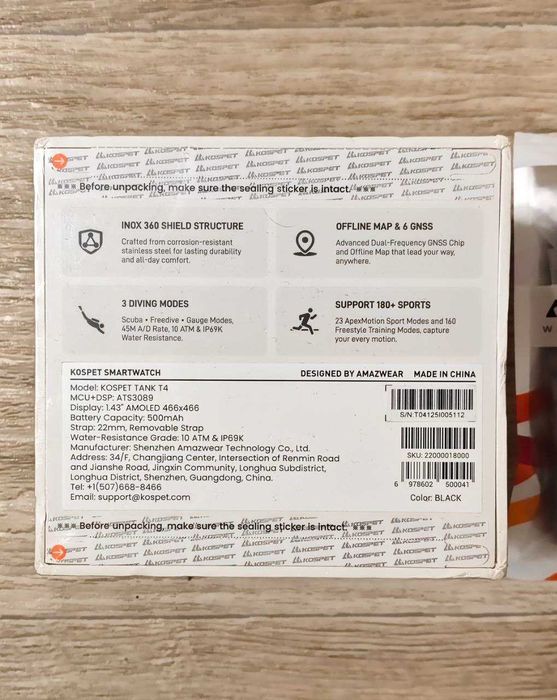 KOSPET KOSPET KOSPET KOSPET KOSPET KOSPET
*** Before unpacking, make sure the sealing sticker is intact. ***
INOX 360 SHIELD STRUCTURE
Crafted from corrosion-resistant
stainless steel for lasting durability
and all-day comfort.
OFFLINE MAP & 6 GNSS
Advanced Dual-Frequency GNSS Chip
and Offline Map that lead your way,
anywhere.
3 DIVING MODES
Scuba • Freedive • Gauge Modes,
45M A/D Rate, 10 ATM & IP69K
Water Resistance.
SUPPORT 180+ SPORTS
23 ApexMotion Sport Modes and 160
Freestyle Training Modes, capture
your every motion.
KOSPET SMARTWATCH DESIGNED BY AMAZWEAR MADE IN CHINA
Model: KOSPET TANK T4
MCU+DSP: ATS3089
Display: 1.43" AMOLED 466x466
Battery Capacity: 500mAh
Strap: 22mm, Removable Strap
Water-Resistance Grade: 10 ATM & IP69K
Manufacturer: Shenzhen Amazwear Technology Co., Ltd.
Address: 34/F, Changjiang Center, Intersection of Renmin Road
and Jianshe Road, Jingxin Community, Longhua Subdistrict,
Longhua District, Shenzhen, Guangdong, China.
Tel: +1(507)668-8466
Email: support@kospet.com
S/N:T04125I005112
SKU: 22000018000
6 978602 500041
Color: BLACK
*** Before unpacking, make sure the sealing sticker is intact. ***
KOSPET KOSPET KOSPET KOSPET KOSPET KOSPET